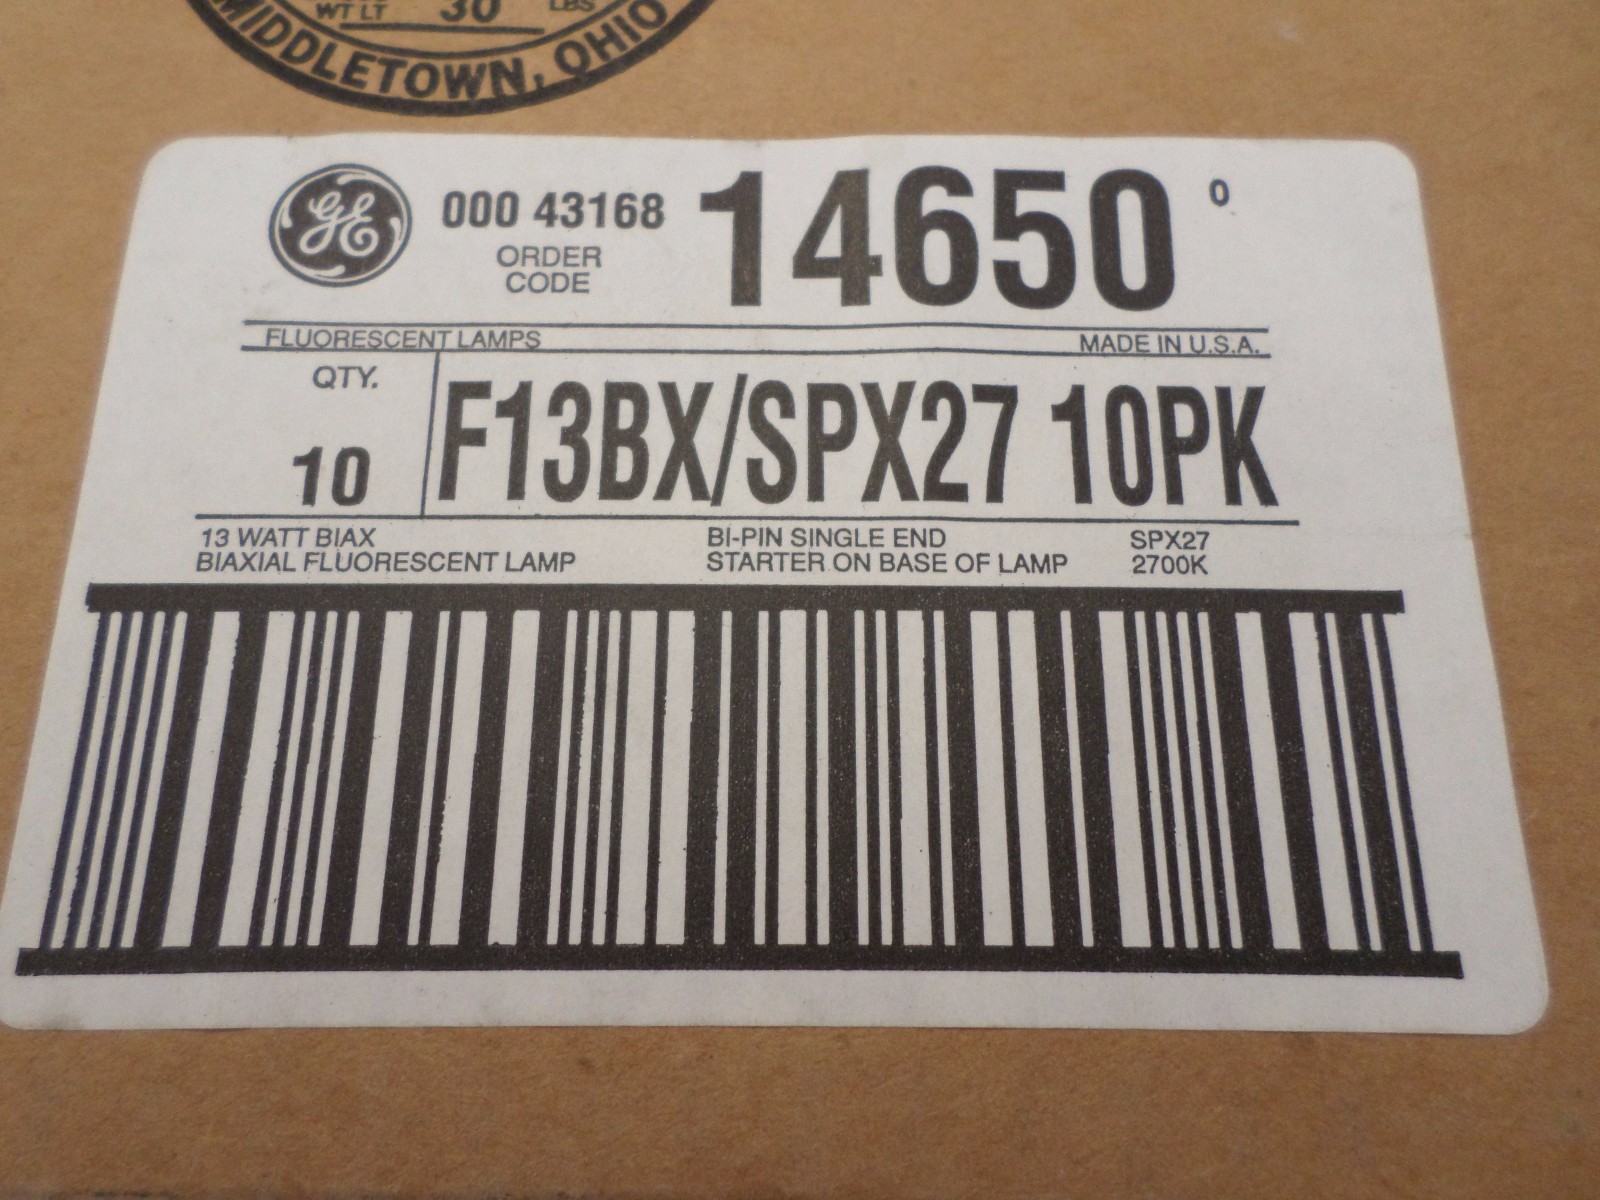 WT LT 30 LBS
MIDDLETOWN, OHIO
GE 000 43168 14650 0
ORDER
CODE
FLUORESCENT LAMPS MADE IN U.S.A.
QTY.
10 F13BX/SPX27 10PK
13 WATT BIAX BI-PIN SINGLE END SPX27
BIAXIAL FLUORESCENT LAMP STARTER ON BASE OF LAMP 2700K